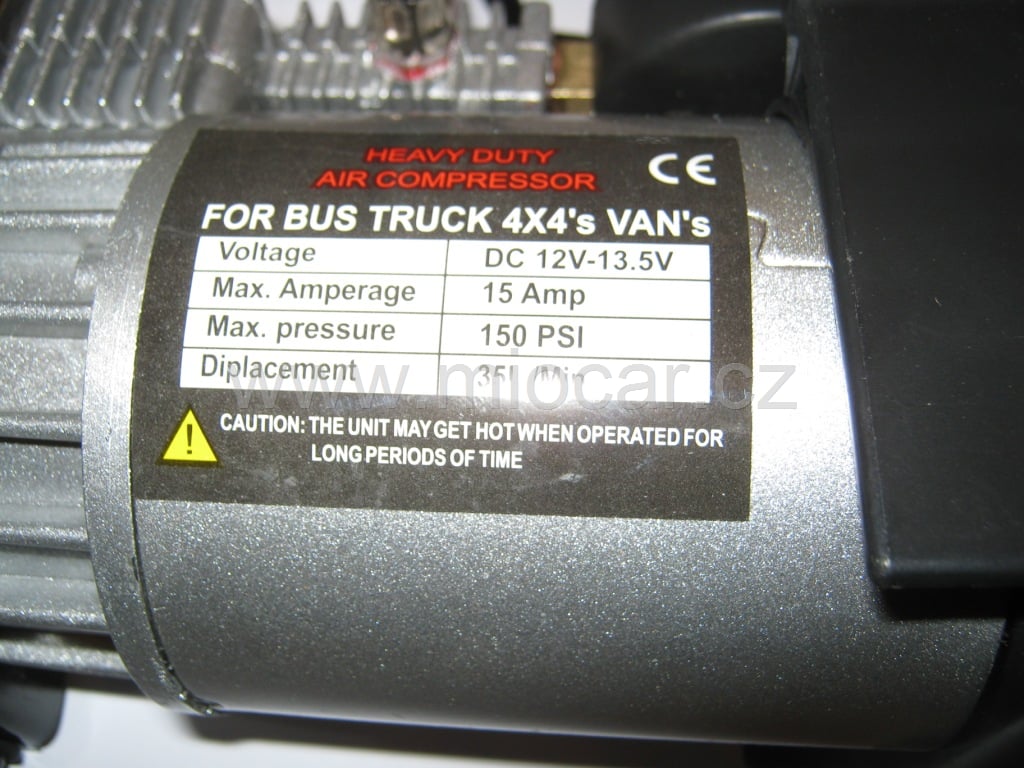 HEAVY DUTY
AIR COMPRESSOR
CE
FOR BUS TRUCK 4X4's VAN's
Voltage DC 12V-13.5V
Max. Amperage 15 Amp
Max. pressure 150 PSI
Diplacement 35L /Min
www.miocar.cz
CAUTION: THE UNIT MAY GET HOT WHEN OPERATED FOR
LONG PERIODS OF TIME